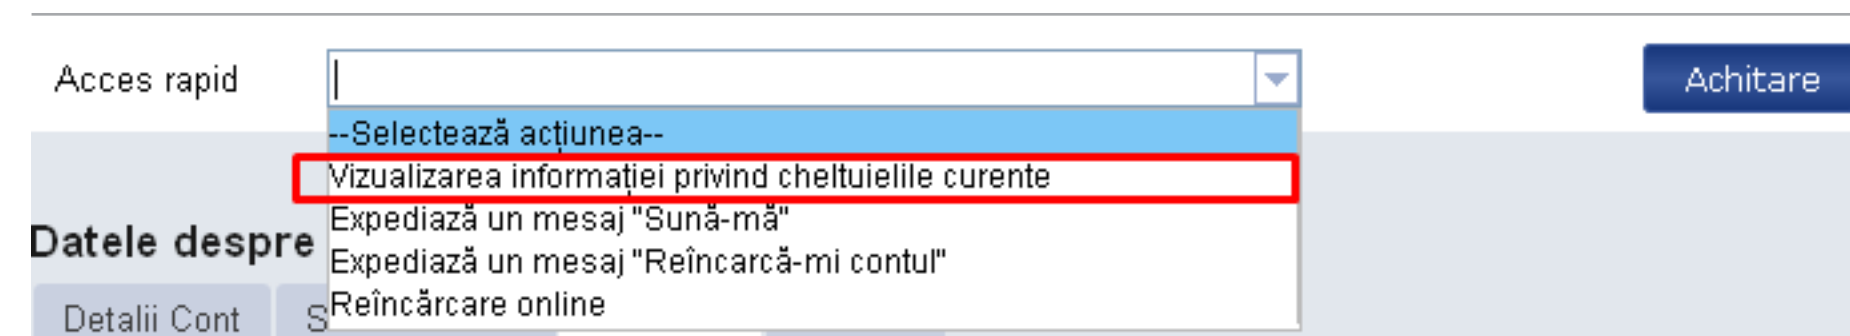 Acces rapid
Achitare
--Selectează acțiunea--
Vizualizarea informației privind cheltuielile curente
Expediază un mesaj "Sună-mă"
Expediază un mesaj "Reîncarcă-mi contul"
Reîncărcare online
Datele despre
Detalii Cont
S